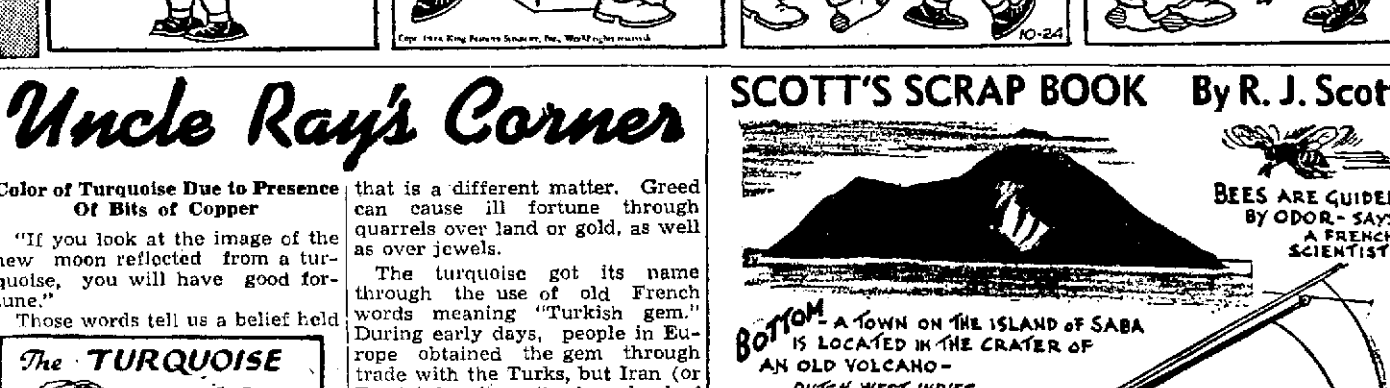 10-24
Uncle Ray's Corner
Color of Turquoise Due to Presence
Of Bits of Copper
"If you look at the image of the
new moon reflected from a tur-
quoise, you will have good for-
tune."
Those words tell us a belief held
The TURQUOISE
that is a different matter. Greed
can cause ill fortune through
quarrels over land or gold, as well
as over jewels.
The turquoise got its name
through the use of old French
words meaning "Turkish gem."
During early days, people in Eu-
rope obtained the gem through
trade with the Turks, but Iran (or
SCOTT'S SCRAP BOOK By R. J. Scott
BEES ARE GUIDED
BY ODOR - SAYS
A FRENCH
SCIENTIST
BOTTOM - A TOWN ON THE ISLAND OF SABA
IS LOCATED IN THE CRATER OF
AN OLD VOLCANO -
DUTCH WEST INDIES